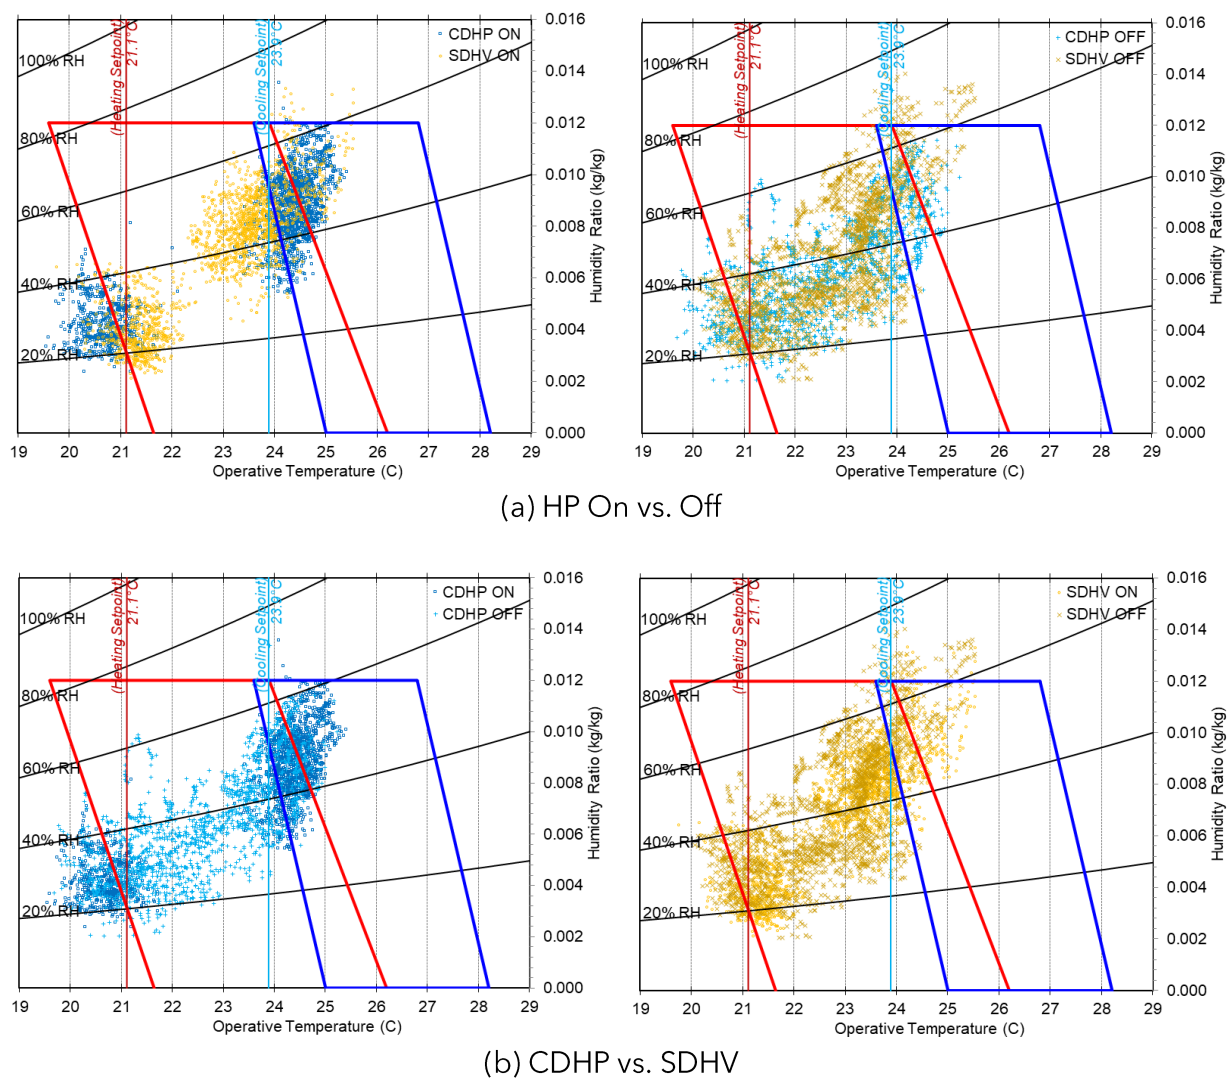 0.016
0.014
0.012
0.010
0.008
0.006
0.004
0.002
0.000
Humidity Ratio (kg/kg)
100% RH
80% RH
60% RH
40% RH
20% RH
(Heating Setpoint)
21.1°C
(Cooling Setpoint)
23.9°C
CDHP ON
SDHV ON
19 20 21 22 23 24 25 26 27 28 29
Operative Temperature (C)
0.016
0.014
0.012
0.010
0.008
0.006
0.004
0.002
0.000
Humidity Ratio (kg/kg)
100% RH
80% RH
60% RH
40% RH
20% RH
(Heating Setpoint)
21.1°C
(Cooling Setpoint)
23.9°C
CDHP OFF
SDHV OFF
19 20 21 22 23 24 25 26 27 28 29
Operative Temperature (C)
(a) HP On vs. Off
0.016
0.014
0.012
0.010
0.008
0.006
0.004
0.002
0.000
Humidity Ratio (kg/kg)
100% RH
80% RH
60% RH
40% RH
20% RH
(Heating Setpoint)
21.1°C
(Cooling Setpoint)
23.9°C
CDHP ON
CDHP OFF
19 20 21 22 23 24 25 26 27 28 29
Operative Temperature (C)
0.016
0.014
0.012
0.010
0.008
0.006
0.004
0.002
0.000
Humidity Ratio (kg/kg)
100% RH
80% RH
60% RH
40% RH
20% RH
(Heating Setpoint)
21.1°C
(Cooling Setpoint)
23.9°C
SDHV ON
SDHV OFF
19 20 21 22 23 24 25 26 27 28 29
Operative Temperature (C)
(b) CDHP vs. SDHV